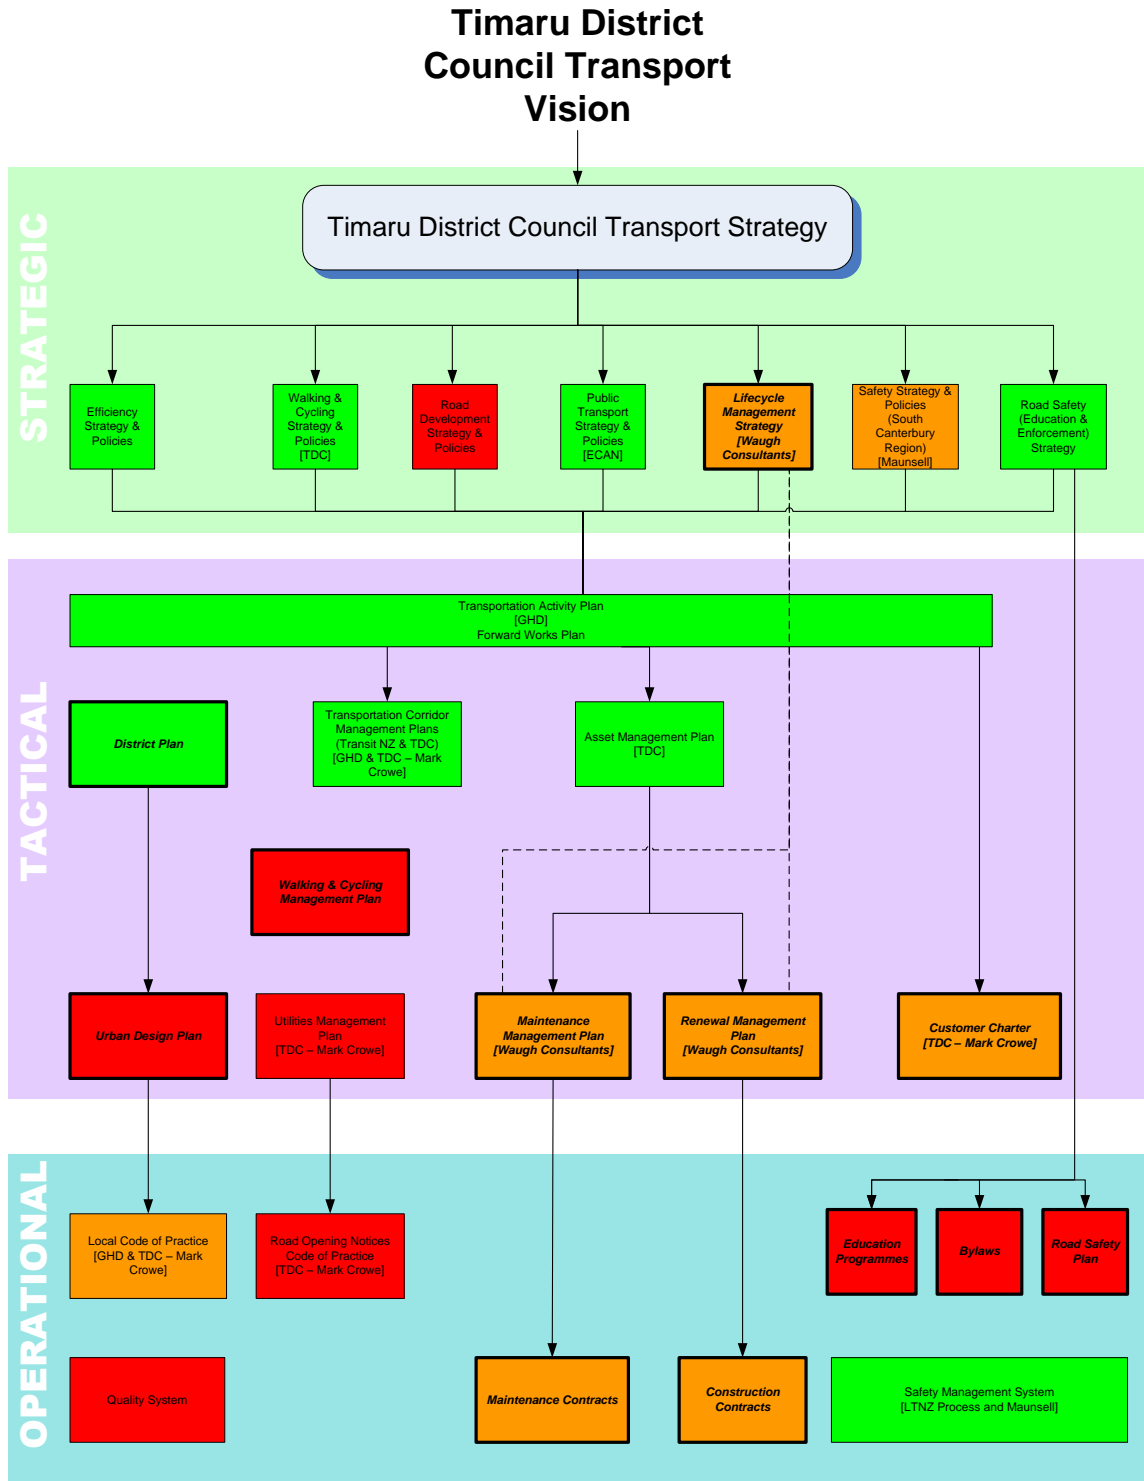 Timaru District
Council Transport
Vision
STRATEGIC
Timaru District Council Transport Strategy
Efficiency
Strategy &
Policies
Walking &
Cycling
Strategy &
Policies
[TDC]
Road
Development
Strategy &
Policies
Public
Transport
Strategy &
Policies
[ECAN]
Lifecycle
Management
Strategy
[Waugh
Consultants]
Safety Strategy &
Policies
(South
Canterbury
Region)
[Maunsell]
Road Safety
(Education &
Enforcement)
Strategy
TACTICAL
Transportation Activity Plan
[GHD]
Forward Works Plan
District Plan
Transportation Corridor
Management Plans
(Transit NZ & TDC)
[GHD & TDC – Mark
Crowe]
Asset Management Plan
[TDC]
Walking & Cycling
Management Plan
Urban Design Plan
Utilities Management
Plan
[TDC – Mark Crowe]
Maintenance
Management Plan
[Waugh Consultants]
Renewal Management
Plan
[Waugh Consultants]
Customer Charter
[TDC – Mark Crowe]
OPERATIONAL
Local Code of Practice
[GHD & TDC – Mark
Crowe]
Road Opening Notices
Code of Practice
[TDC – Mark Crowe]
Education
Programmes
Bylaws
Road Safety
Plan
Quality System
Maintenance Contracts
Construction
Contracts
Safety Management System
[LTNZ Process and Maunsell]